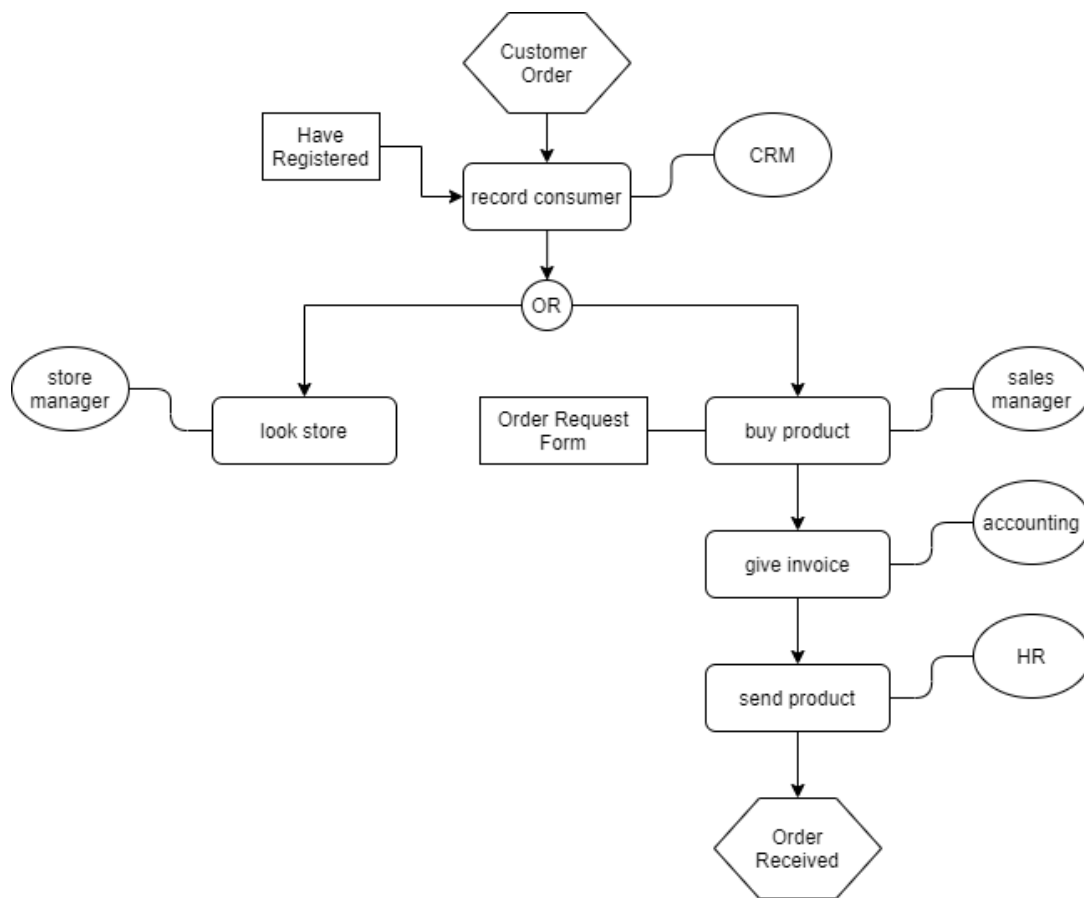 Customer
Order
Have
Registered
record consumer
CRM
OR
store
manager
look store
Order Request
Form
buy product
sales
manager
give invoice
accounting
send product
HR
Order
Received